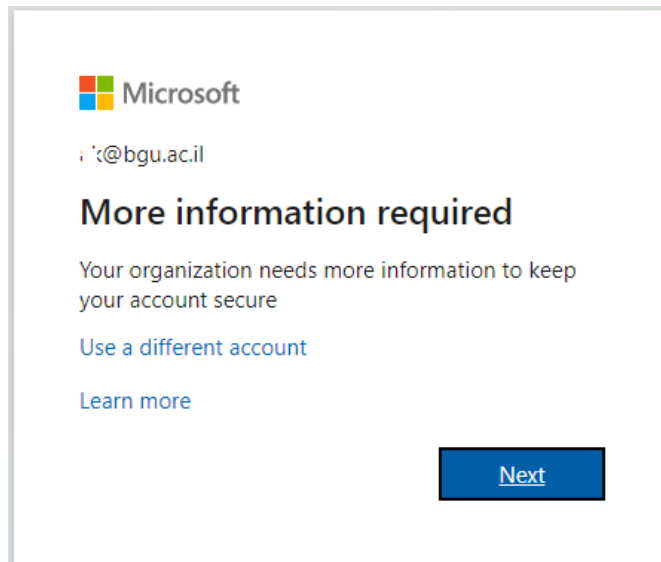 Microsoft
@bgu.ac.il
More information required
Your organization needs more information to keep
your account secure
Use a different account
Learn more
Next